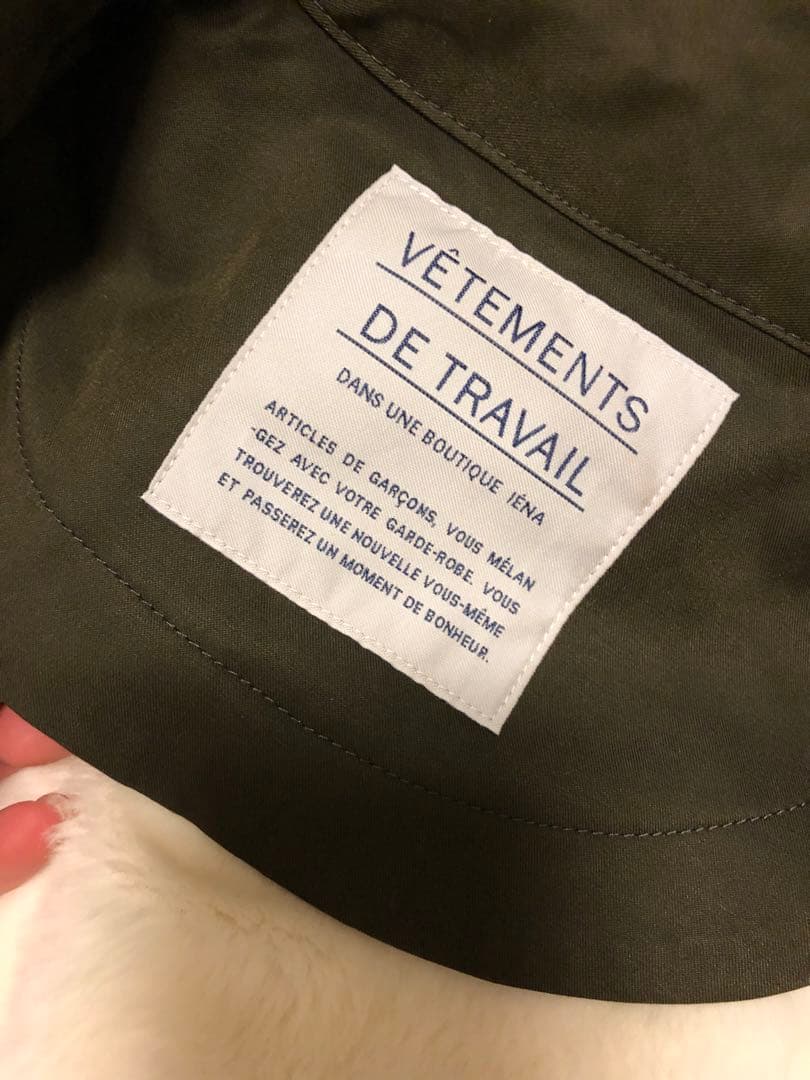 VÊTEMENTS
DE TRAVAIL
DANS UNE BOUTIQUE IÉNA
ARTICLES DE GARÇONS, VOUS MÉLAN
-GEZ AVEC VOTRE GARDE-ROBE. VOUS
TROUVEREZ UNE NOUVELLE VOUS-MÊME
ET PASSEREZ UN MOMENT DE BONHEUR.